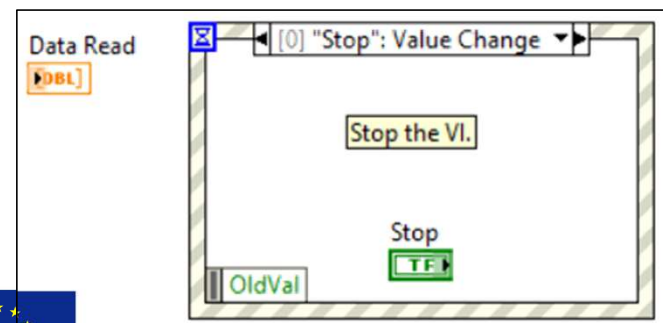 Data Read
DBL]
[0] "Stop": Value Change
Stop the VI.
Stop
TF
OldVal